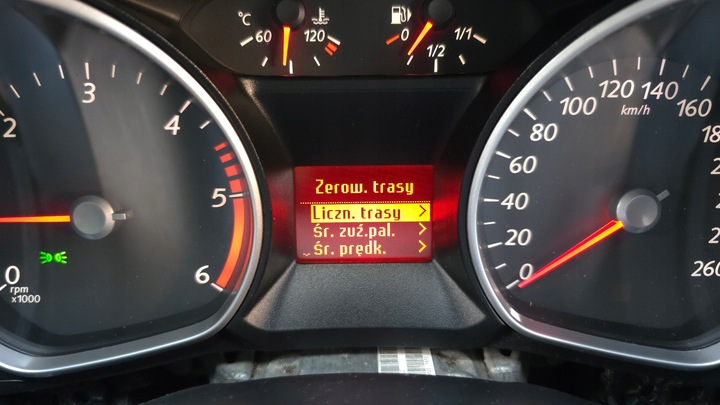 °C
60 120
0 1/2 1/1
0 2 3 4 5 6
rpm
x1000
Zerow. trasy
Liczn. trasy >
Śr. zuż.pal. >
Śr. prędk. >
0 20 40 60 80 100 120 140 160 260
km/h